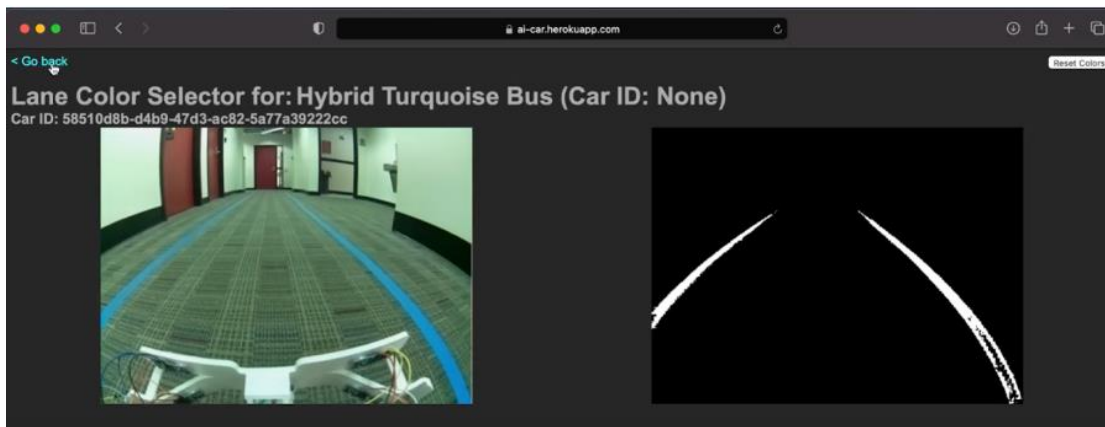 ai-car.herokuapp.com
< Go back
Reset Colors
Lane Color Selector for: Hybrid Turquoise Bus (Car ID: None)
Car ID: 58510d8b-d4b9-47d3-ac82-5a77a39222cc